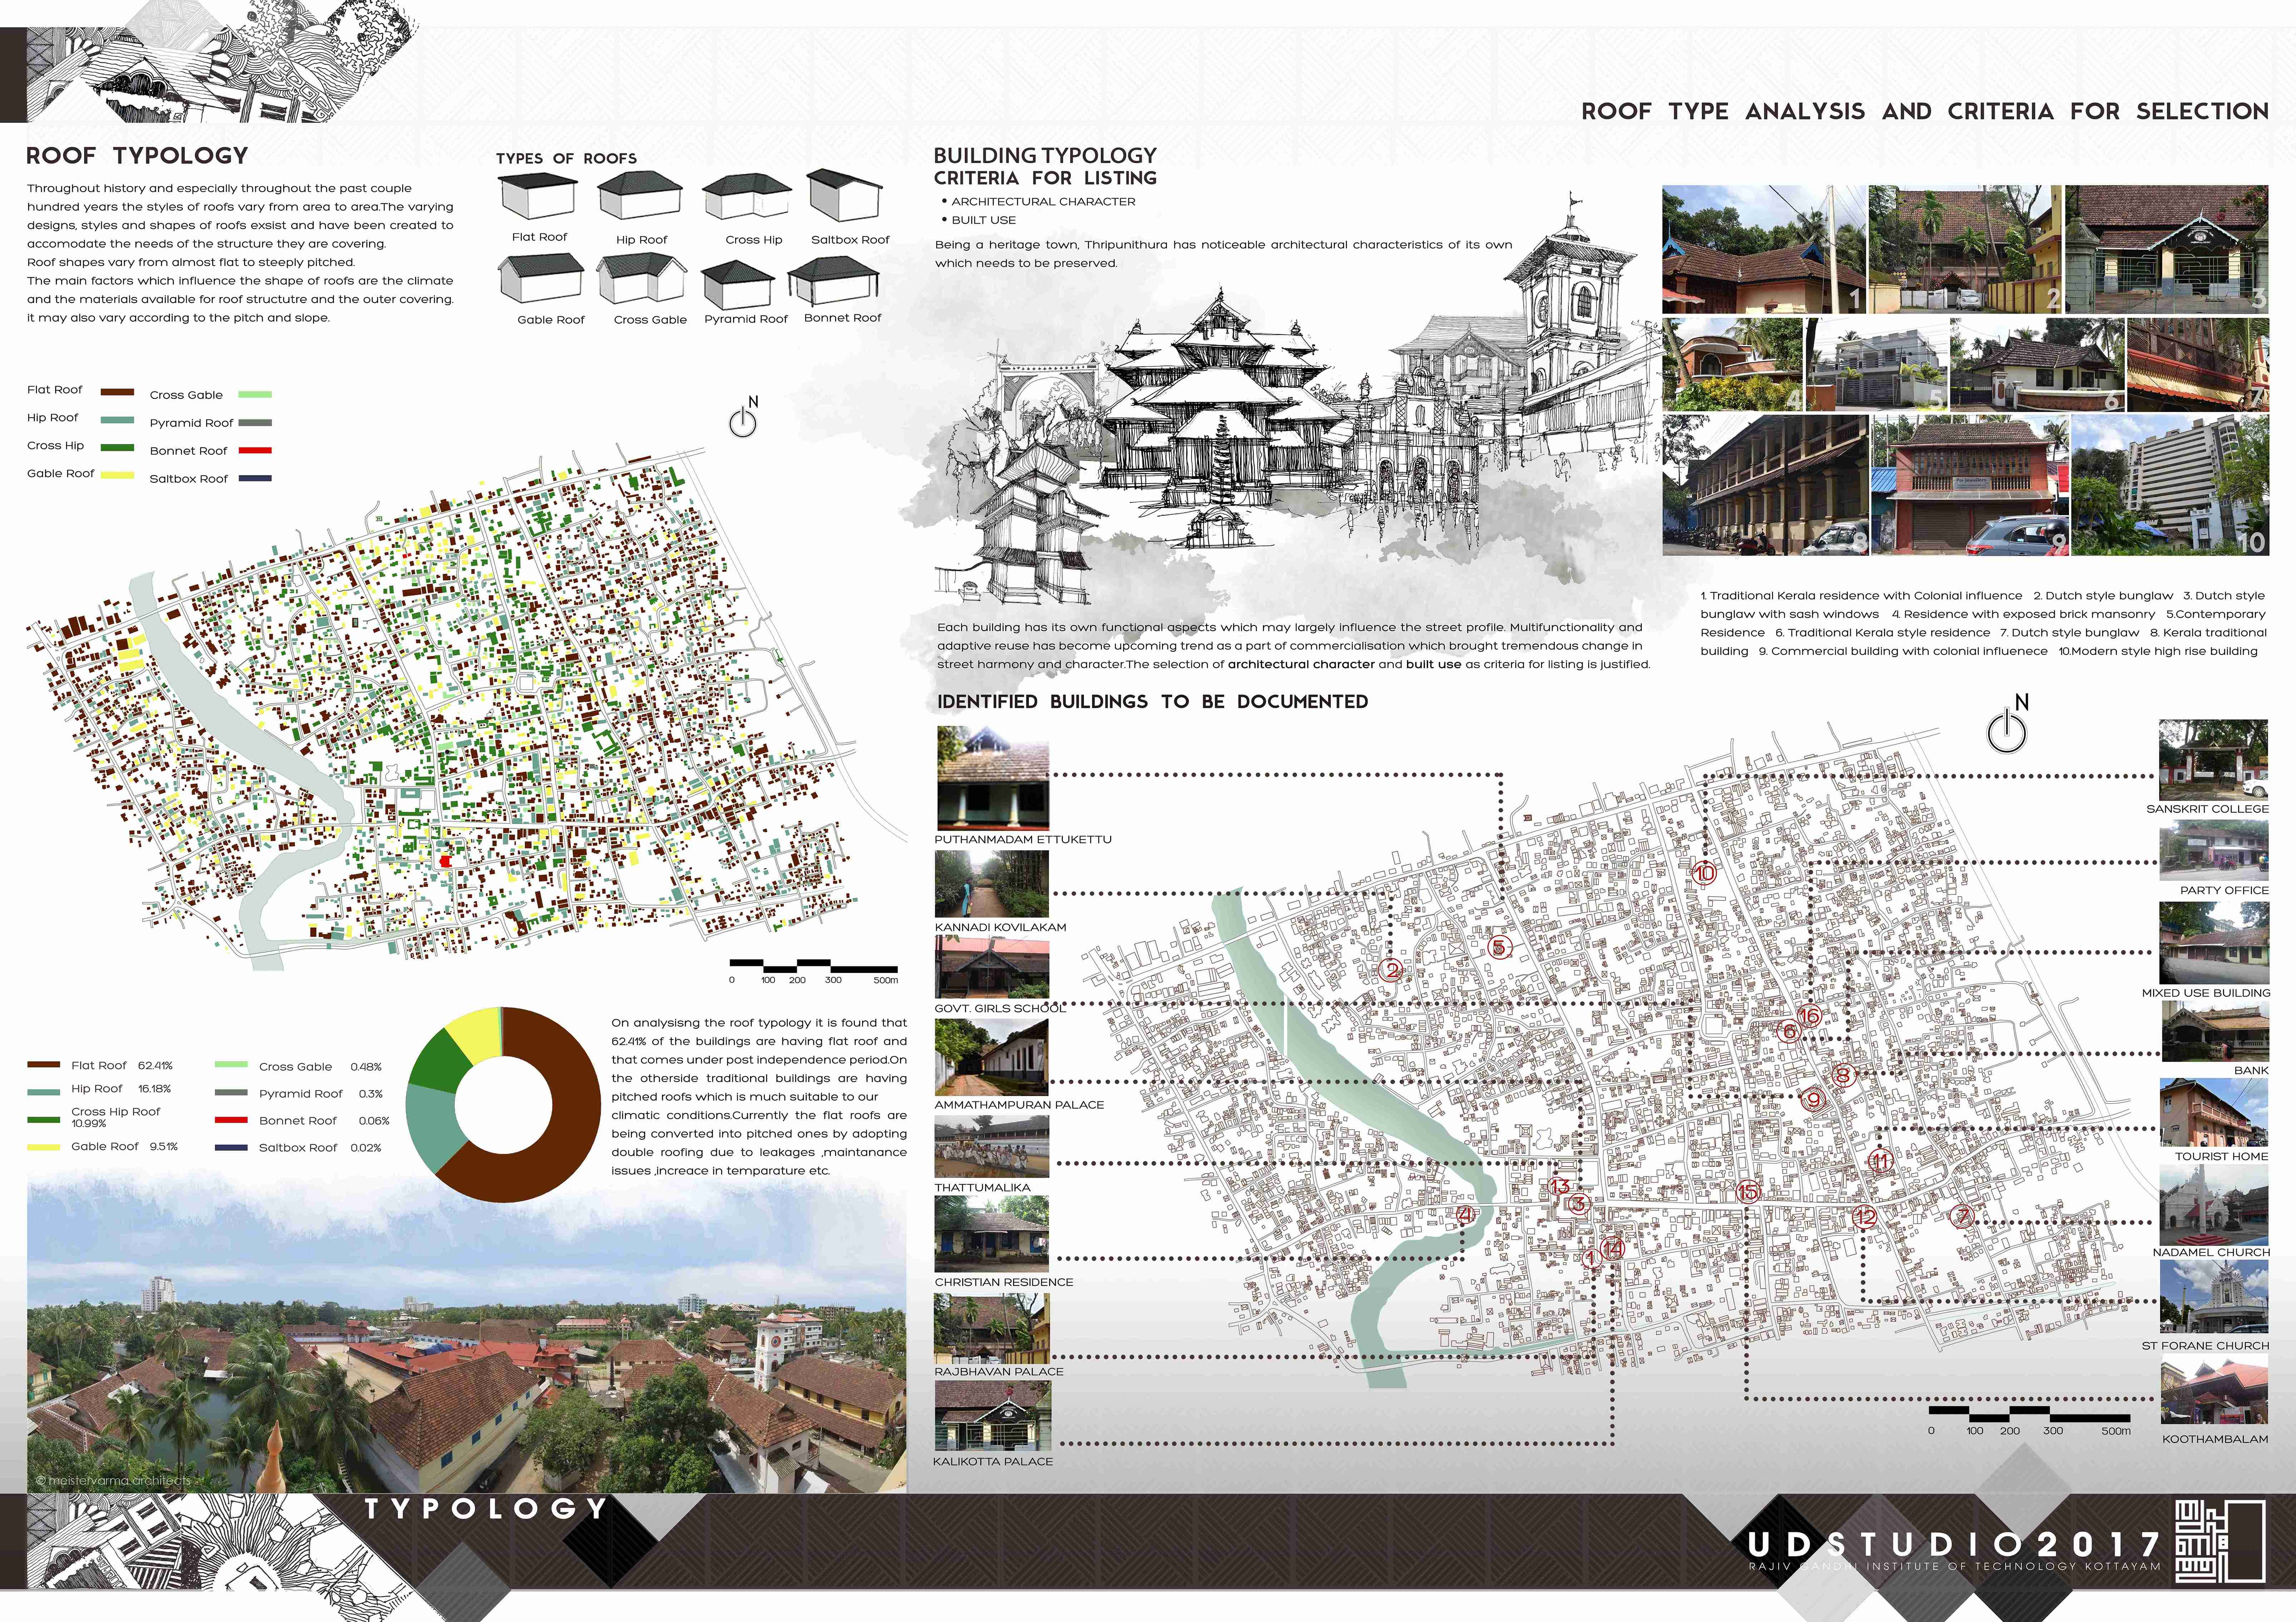 ROOF TYPE ANALYSIS AND CRITERIA FOR SELECTION
ROOF TYPOLOGY
Throughout history and especially throughout the past couple
hundred years the styles of roofs vary from area to area.The varying
designs, styles and shapes of roofs exsist and have been created to
accomodate the needs of the structure they are covering.
Roof shapes vary from almost flat to steeply pitched.
The main factors which influence the shape of roofs are the climate
and the materials available for roof structutre and the outer covering.
it may also vary according to the pitch and slope.
TYPES OF ROOFS
Flat Roof
Hip Roof
Cross Hip
Saltbox Roof
Gable Roof
Cross Gable
Pyramid Roof
Bonnet Roof
Flat Roof
Hip Roof
Cross Hip
Gable Roof
Cross Gable
Pyramid Roof
Bonnet Roof
Saltbox Roof
N
0 100 200 300 500m
Flat Roof 62.41%
Hip Roof 16.18%
Cross Hip Roof
10.99%
Gable Roof 9.51%
Cross Gable 0.48%
Pyramid Roof 0.3%
Bonnet Roof 0.06%
Saltbox Roof 0.02%
On analysisng the roof typology it is found that
62.41% of the buildings are having flat roof and
that comes under post independence period.On
the otherside traditional buildings are having
pitched roofs which is much suitable to our
climatic conditions.Currently the flat roofs are
being converted into pitched ones by adopting
double roofing due to leakages ,maintanance
issues ,increace in temparature etc.
© meistervarma architects
BUILDING TYPOLOGY
CRITERIA FOR LISTING
• ARCHITECTURAL CHARACTER
• BUILT USE
Being a heritage town, Thripunithura has noticeable architectural characteristics of its own
which needs to be preserved.
Each building has its own functional aspects which may largely influence the street profile. Multifunctionality and
adaptive reuse has become upcoming trend as a part of commercialisation which brought tremendous change in
street harmony and character.The selection of architectural character and built use as criteria for listing is justified.
1
2
3
4
5
6
7
8
9
10
1. Traditional Kerala residence with Colonial influence 2. Dutch style bunglaw 3. Dutch style
bunglaw with sash windows 4. Residence with exposed brick mansonry 5.Contemporary
Residence 6. Traditional Kerala style residence 7. Dutch style bunglaw 8. Kerala traditional
building 9. Commercial building with colonial influenece 10.Modern style high rise building
IDENTIFIED BUILDINGS TO BE DOCUMENTED
PUTHANMADAM ETTUKETTU
KANNADI KOVILAKAM
GOVT. GIRLS SCHOOL
AMMATHAMPURAN PALACE
THATTUMALIKA
CHRISTIAN RESIDENCE
RAJBHAVAN PALACE
KALIKOTTA PALACE
N
10
5
2
16
6
8
9
11
13
3
15
4
12
7
14
1
SANSKRIT COLLEGE
PARTY OFFICE
MIXED USE BUILDING
BANK
TOURIST HOME
NADAMEL CHURCH
ST FORANE CHURCH
KOOTHAMBALAM
0 100 200 300 500m
TYPOLOGY
UDSTUDIO2017
RAJIV GANDHI INSTITUTE OF TECHNOLOGY KOTTAYAM